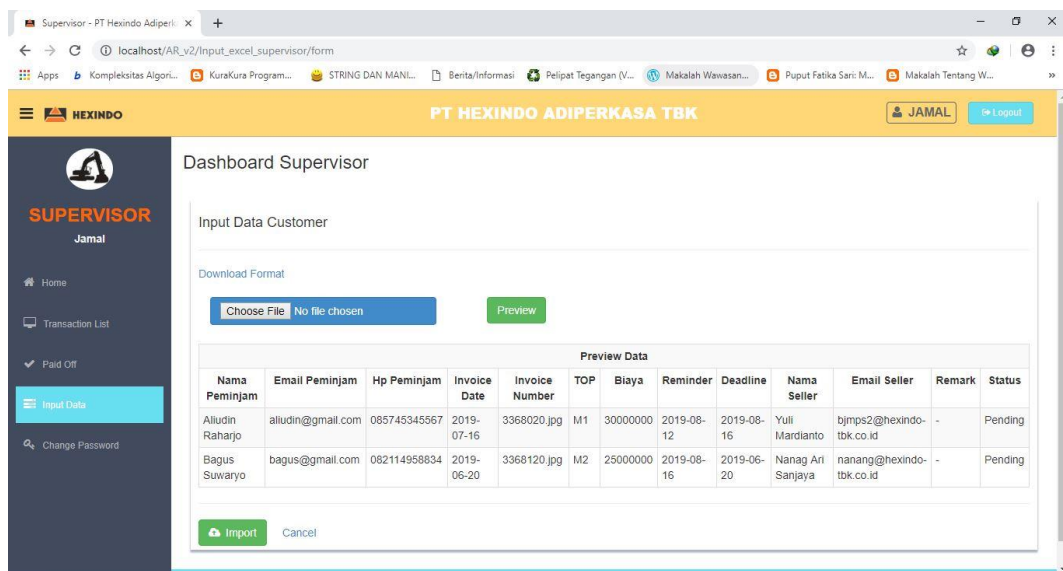 Supervisor - PT Hexindo Adiperk
localhost/AR_v2/Input_excel_supervisor/form
Apps Kompleksitas Algori... KuraKura Program... STRING DAN MANI... Berita/Informasi Pelipat Tegangan (V... Makalah Wawasan... Puput Fatika Sari: M... Makalah Tentang W... »
HEXINDO PT HEXINDO ADIPERKASA TBK JAMAL Logout
Dashboard Supervisor
SUPERVISOR
Jamal
Home
Transaction List
Paid Off
Input Data
Change Password
Input Data Customer
Download Format
Choose File No file chosen Preview
Preview Data
Nama Peminjam Email Peminjam Hp Peminjam Invoice Date Invoice Number TOP Biaya Reminder Deadline Nama Seller Email Seller Remark Status
Aliudin Raharjo aliudin@gmail.com 085745345567 2019-07-16 3368020.jpg M1 30000000 2019-08-12 2019-08-16 Yuli Mardianto bjmps2@hexindo-tbk.co.id - Pending
Bagus Suwaryo bagus@gmail.com 082114958834 2019-06-20 3368120.jpg M2 25000000 2019-08-16 2019-06-20 Nanag Ari Sanjaya nanang@hexindo-tbk.co.id - Pending
Import Cancel